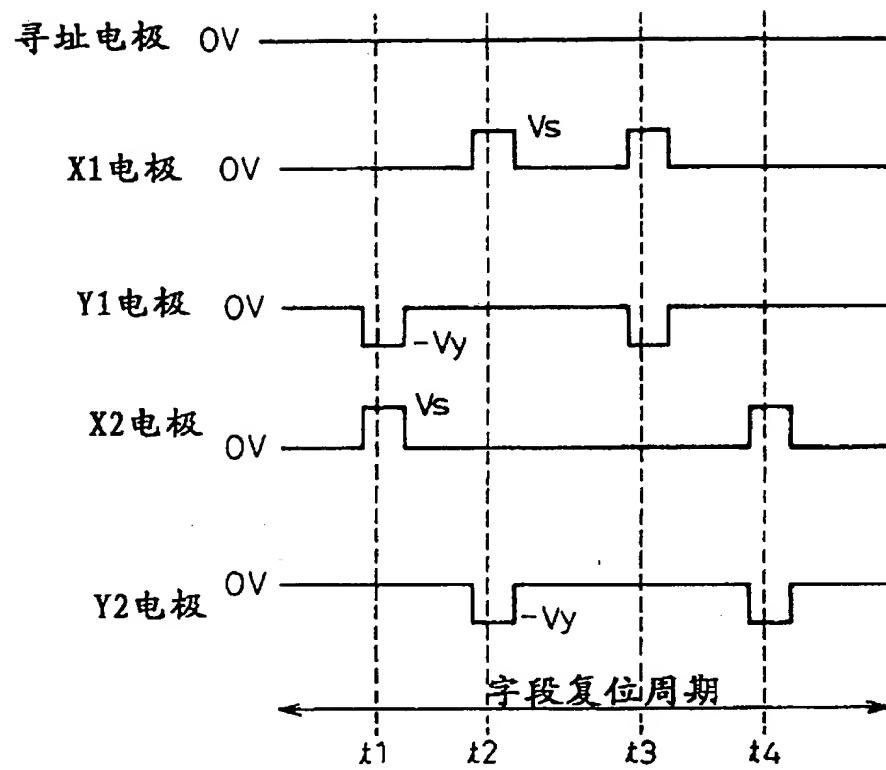 寻址电极 0V
Vs
X1电极 0V
Y1电极 0V
-Vy
X2电极 Vs
0V
0V
Y2电极 -Vy
字段复位周期
t1 t2 t3 t4